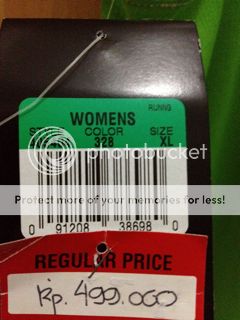 RUNNG
WOMENS
COLOR SIZE
328 XL
photobucket
Protect more of your memories for less!
0 91208 38698 0
REGULAR PRICE
Rp. 499.000